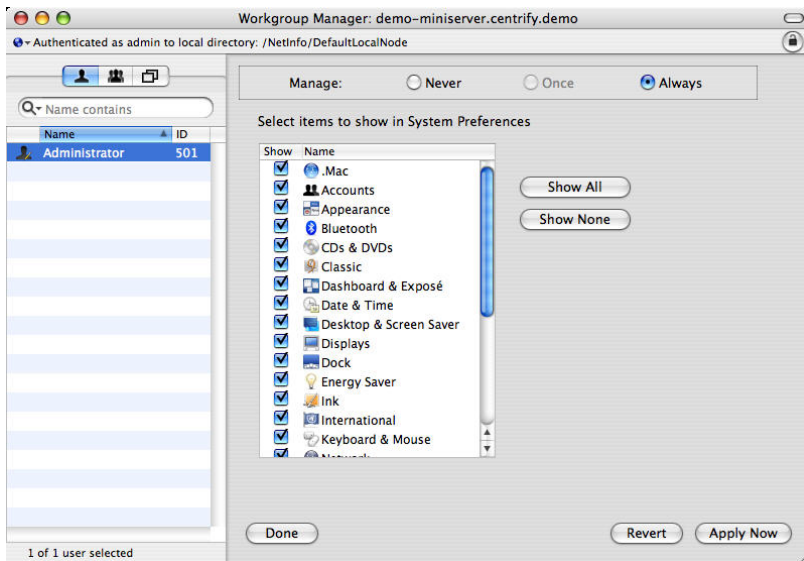 Workgroup Manager: demo-miniserver.centrify.demo
Authenticated as admin to local directory: /NetInfo/DefaultLocalNode
Name contains
Name ID
Administrator 501
1 of 1 user selected
Manage: Never Once Always
Select items to show in System Preferences
Show Name
.Mac
Accounts
Appearance
Bluetooth
CDs & DVDs
Classic
Dashboard & Exposé
Date & Time
Desktop & Screen Saver
Displays
Dock
Energy Saver
Ink
International
Keyboard & Mouse
Network
Show All
Show None
Done
Revert
Apply Now